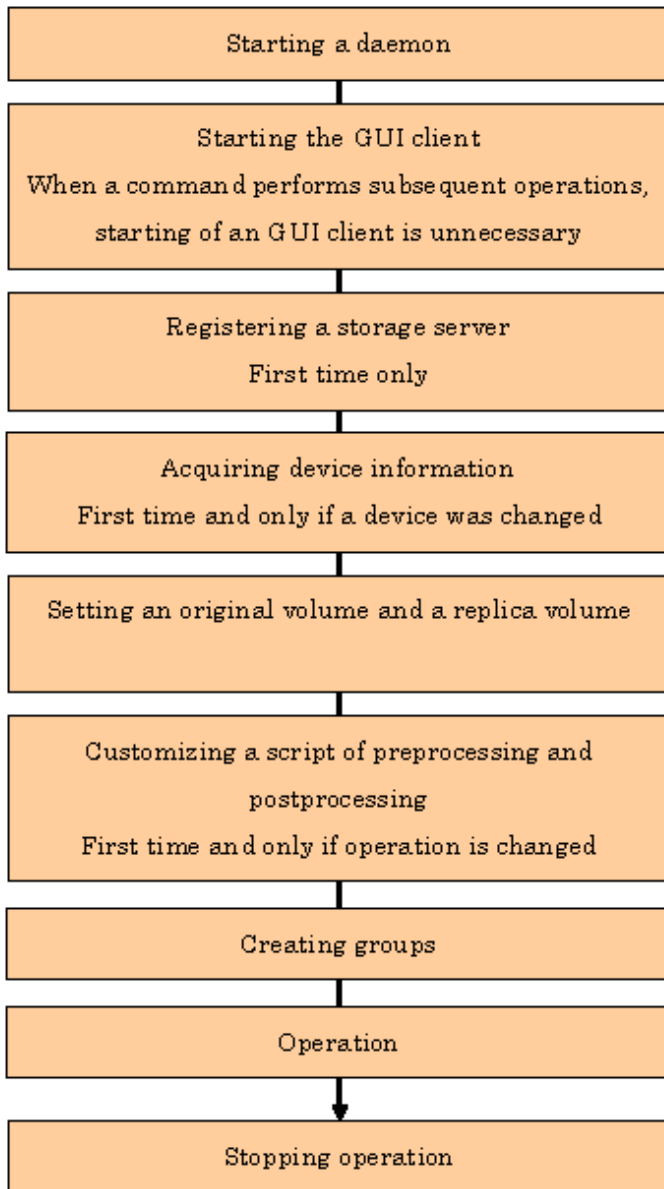 Starting a daemon
Starting the GUI client
When a command performs subsequent operations,
starting of an GUI client is unnecessary
Registering a storage server
First time only
Acquiring device information
First time and only if a device was changed
Setting an original volume and a replica volume
Customizing a script of preprocessing and
postprocessing
First time and only if operation is changed
Creating groups
Operation
Stopping operation